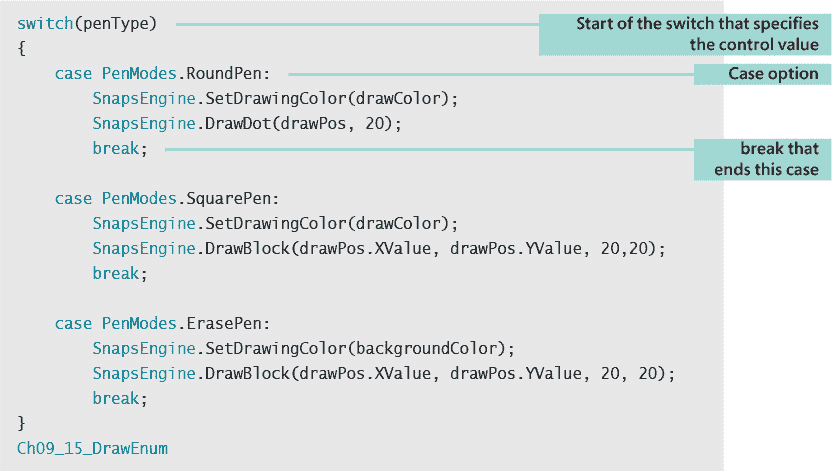 switch(penType)
Start of the switch that specifies
the control value
{
case PenModes.RoundPen:
Case option
SnapsEngine.SetDrawingColor(drawColor);
SnapsEngine.DrawDot(drawPos, 20);
break;
break that
ends this case
case PenModes.SquarePen:
SnapsEngine.SetDrawingColor(drawColor);
SnapsEngine.DrawBlock(drawPos.XValue, drawPos.YValue, 20,20);
break;
case PenModes.ErasePen:
SnapsEngine.SetDrawingColor(backgroundColor);
SnapsEngine.DrawBlock(drawPos.XValue, drawPos.YValue, 20, 20);
break;
}
Ch09_15_DrawEnum